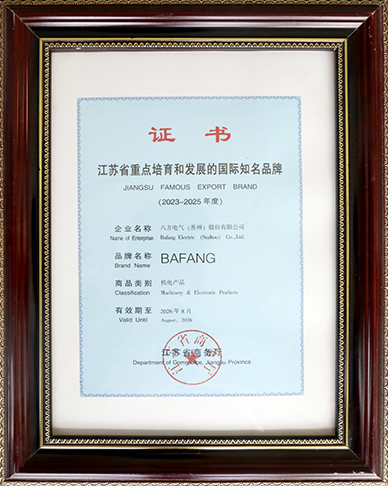 证书
江苏省重点培育和发展的国际知名品牌
JIANGSU FAMOUS EXPORT BRAND
(2023-2025年度)
企业名称 八方电气（苏州）股份有限公司
Name of Enterprise Bafang Electric (Suzhou) Co.,Ltd.
品牌名称 BAFANG
Brand Name
商品类别 机电产品
Classification Machinery & Electronic Products
有效期至 2026年8月
Valid Until August, 2026
江苏省商务厅
Department of Commerce, Jiangsu Province